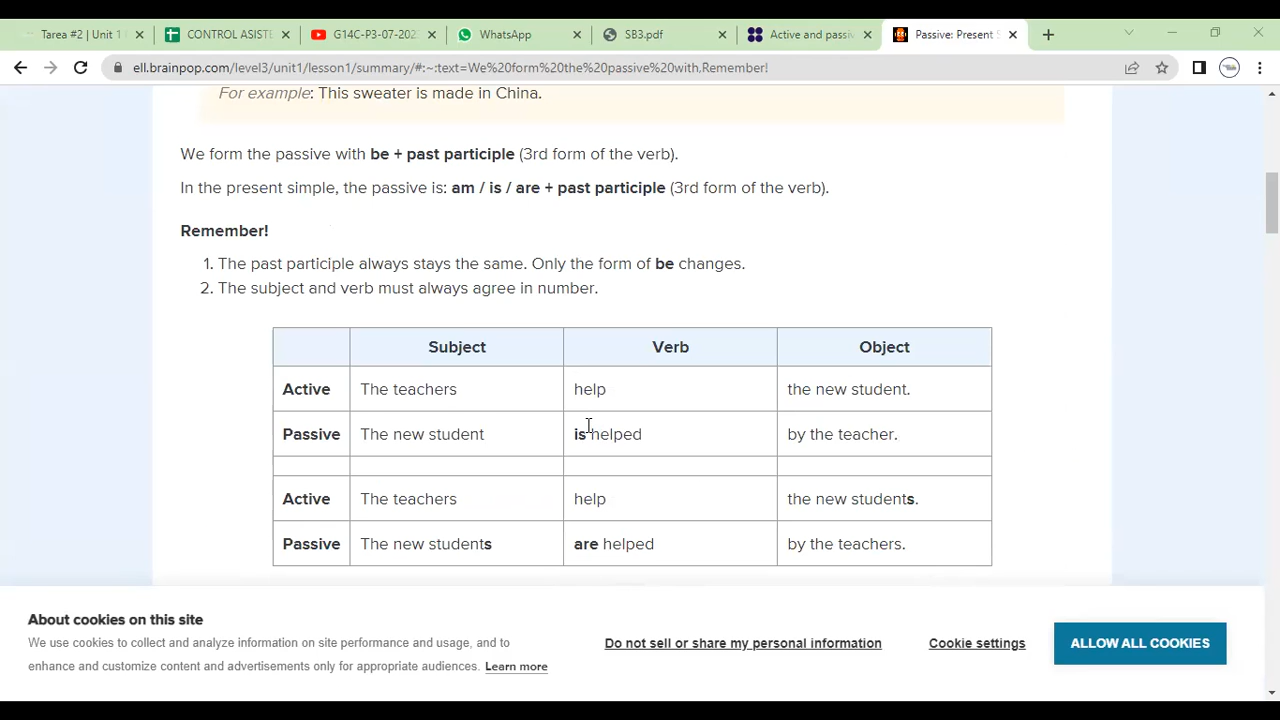 Tarea #2 | Unit 1
CONTROL ASISTE
G14C-P3-07-202
WhatsApp
SB3.pdf
Active and passiv
Passive: Present S
ell.brainpop.com/level3/unit1/lesson1/summary/#:~:text=We%20form%20the%20passive%20with,Remember!
For example: This sweater is made in China.
We form the passive with be + past participle (3rd form of the verb).
In the present simple, the passive is: am / is / are + past participle (3rd form of the verb).
Remember!
1. The past participle always stays the same. Only the form of be changes.
2. The subject and verb must always agree in number.
Subject Verb Object
Active The teachers help the new student.
Passive The new student is helped by the teacher.
Active The teachers help the new students.
Passive The new students are helped by the teachers.
About cookies on this site
We use cookies to collect and analyze information on site performance and usage, and to
enhance and customize content and advertisements only for appropriate audiences. Learn more
Do not sell or share my personal information
Cookie settings
ALLOW ALL COOKIES